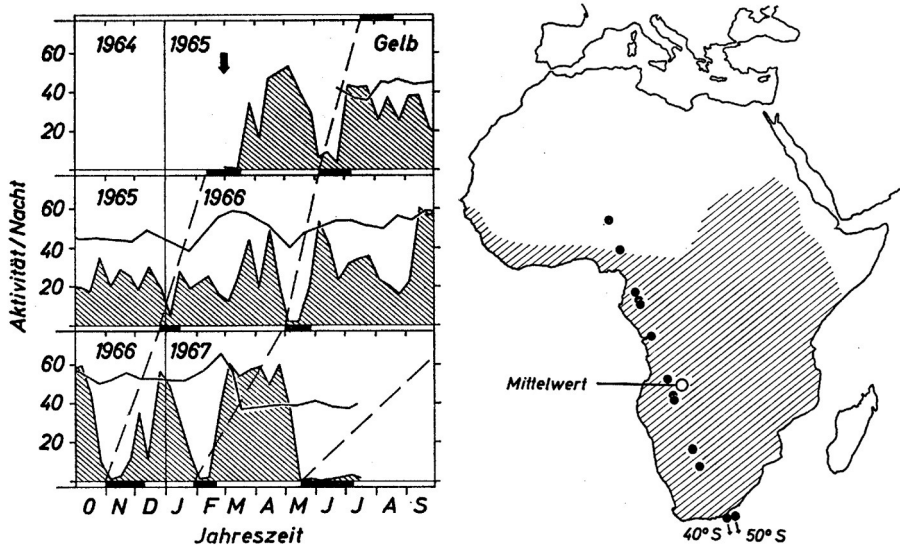 1964 1965 Gelb
60
40
20
1965 1966
60
40
20
1966 1967
60
40
20
Aktivität/Nacht
O N D J F M A M J J A S
Jahreszeit
Mittelwert
40°S 50°S